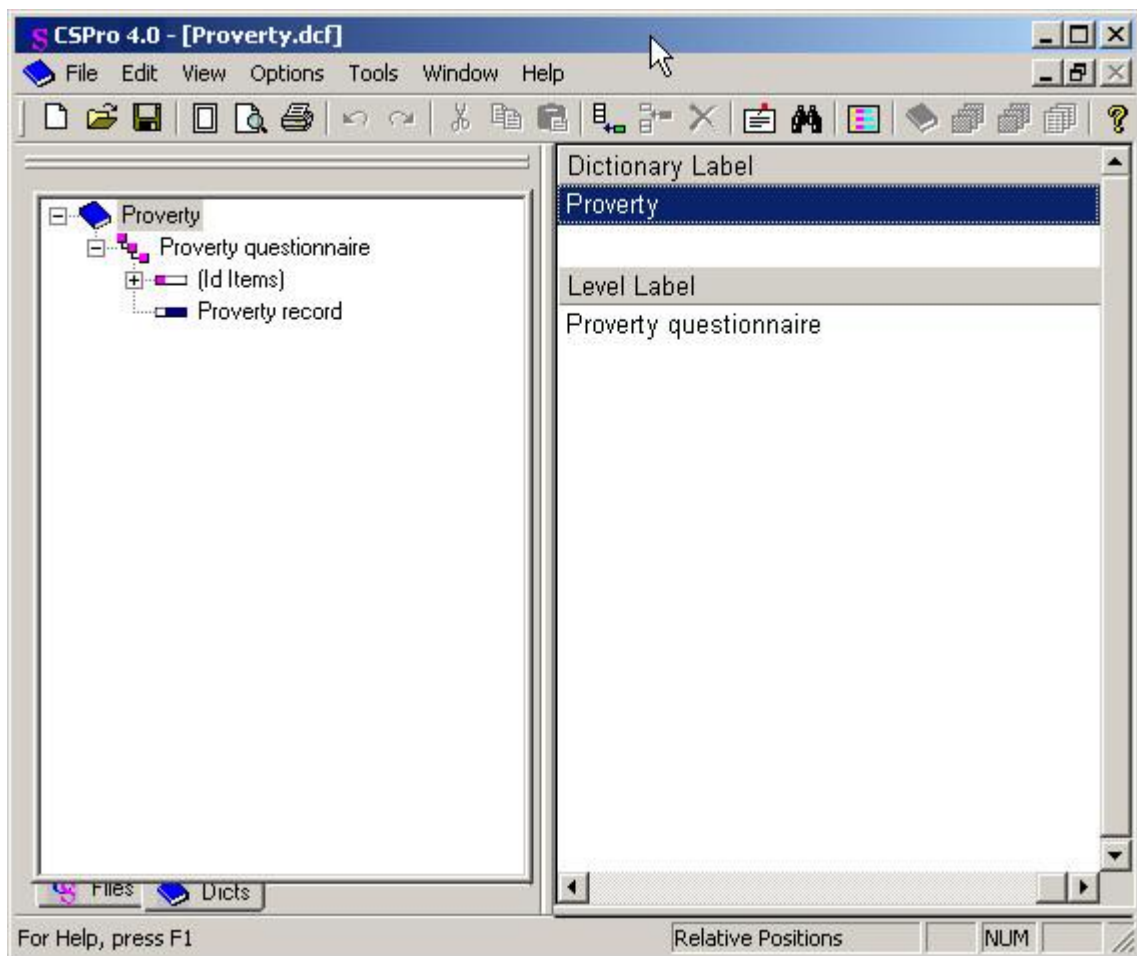 CSPro 4.0 - [Proverty.dcf]
File Edit View Options Tools Window Help
Proverty
Proverty questionnaire
(Id Items)
Proverty record
Files Dicts
Dictionary Label
Proverty
Level Label
Proverty questionnaire
For Help, press F1 Relative Positions NUM